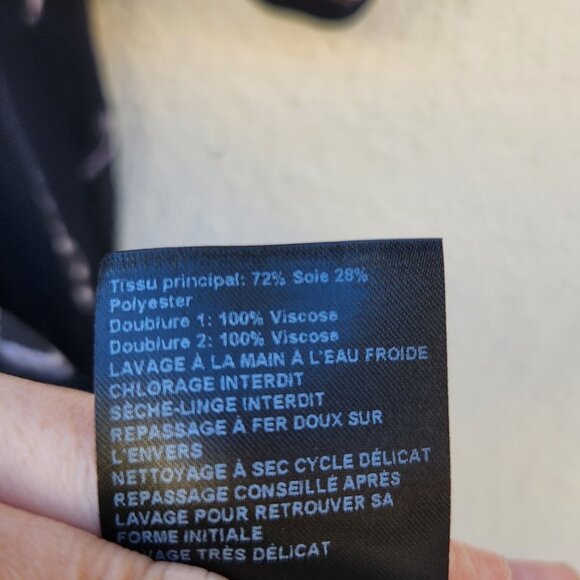 Tissu principal: 72% Soie 28%
Polyester
Doublure 1: 100% Viscose
Doublure 2: 100% Viscose
LAVAGE À LA MAIN À L'EAU FROIDE
CHLORAGE INTERDIT
SÈCHE-LINGE INTERDIT
REPASSAGE À FER DOUX SUR
L'ENVERS
NETTOYAGE À SEC CYCLE DÉLICAT
REPASSAGE CONSEILLÉ APRÈS
LAVAGE POUR RETROUVER SA
FORME INITIALE
LAVAGE TRÈS DÉLICAT